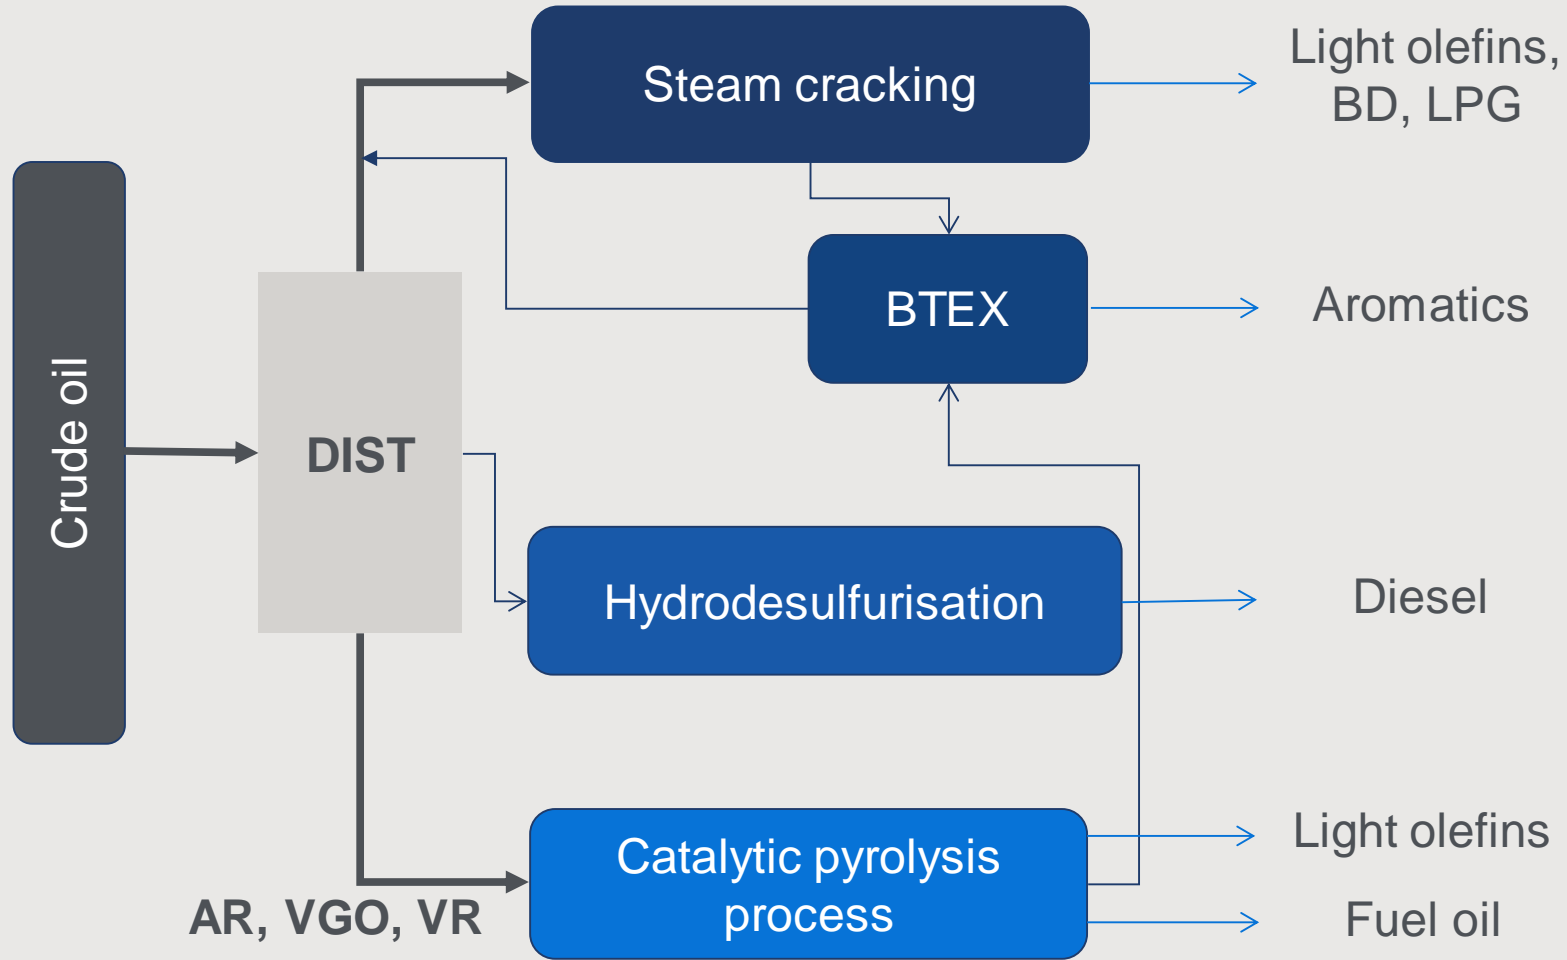 Crude oil
DIST
Steam cracking
Light olefins,
BD, LPG
BTEX
Aromatics
Hydrodesulfurisation
Diesel
AR, VGO, VR
Catalytic pyrolysis
process
Light olefins
Fuel oil